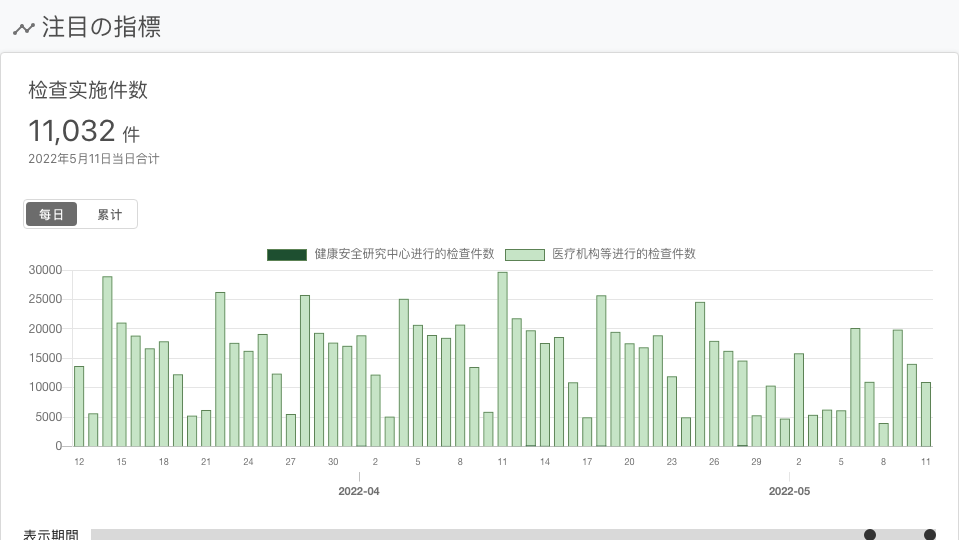 注目の指標
检查实施件数
11,032 件
2022年5月11日当日合计
每日 累计
健康安全研究中心进行的检查件数 医疗机构等进行的检查件数
30000
25000
20000
15000
10000
5000
0
12 15 18 21 24 27 30 2 5 8 11 14 17 20 23 26 29 2 5 8 11
2022-04 2022-05
表示期間